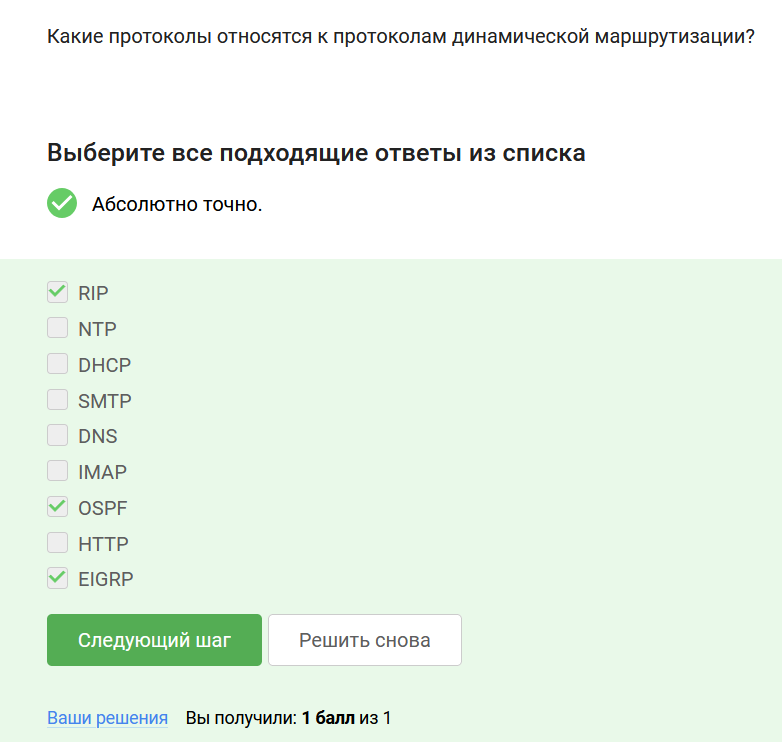 Какие протоколы относятся к протоколам динамической маршрутизации?
Выберите все подходящие ответы из списка
Абсолютно точно.
RIP
NTP
DHCP
SMTP
DNS
IMAP
OSPF
HTTP
EIGRP
Следующий шаг Решить снова
Ваши решения Вы получили: 1 балл из 1